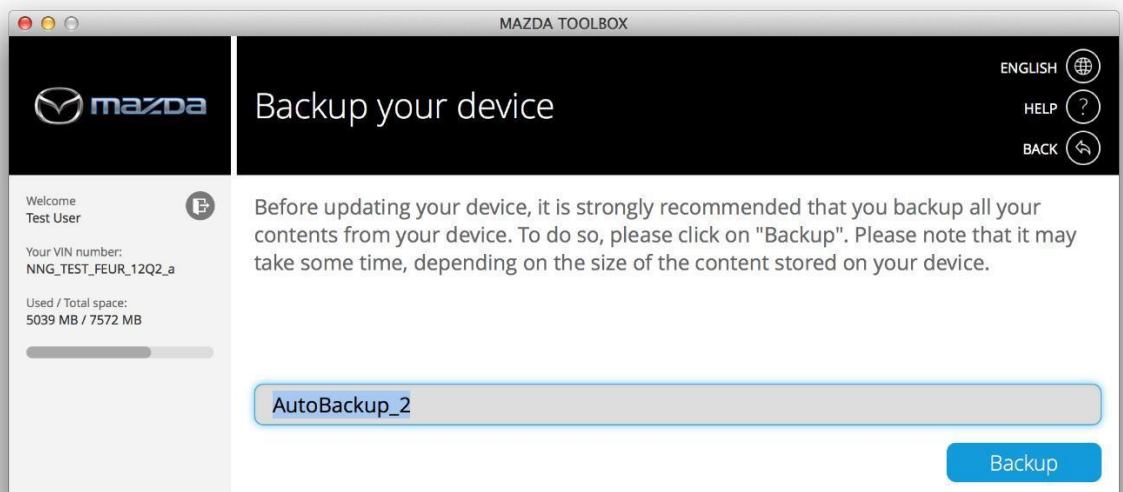 MAZDA TOOLBOX
mazda
Backup your device
ENGLISH
HELP
?
BACK
Welcome
Test User
Your VIN number:
NNG_TEST_FEUR_12Q2_a
Used / Total space:
5039 MB / 7572 MB
Before updating your device, it is strongly recommended that you backup all your
contents from your device. To do so, please click on "Backup". Please note that it may
take some time, depending on the size of the content stored on your device.
AutoBackup_2
Backup